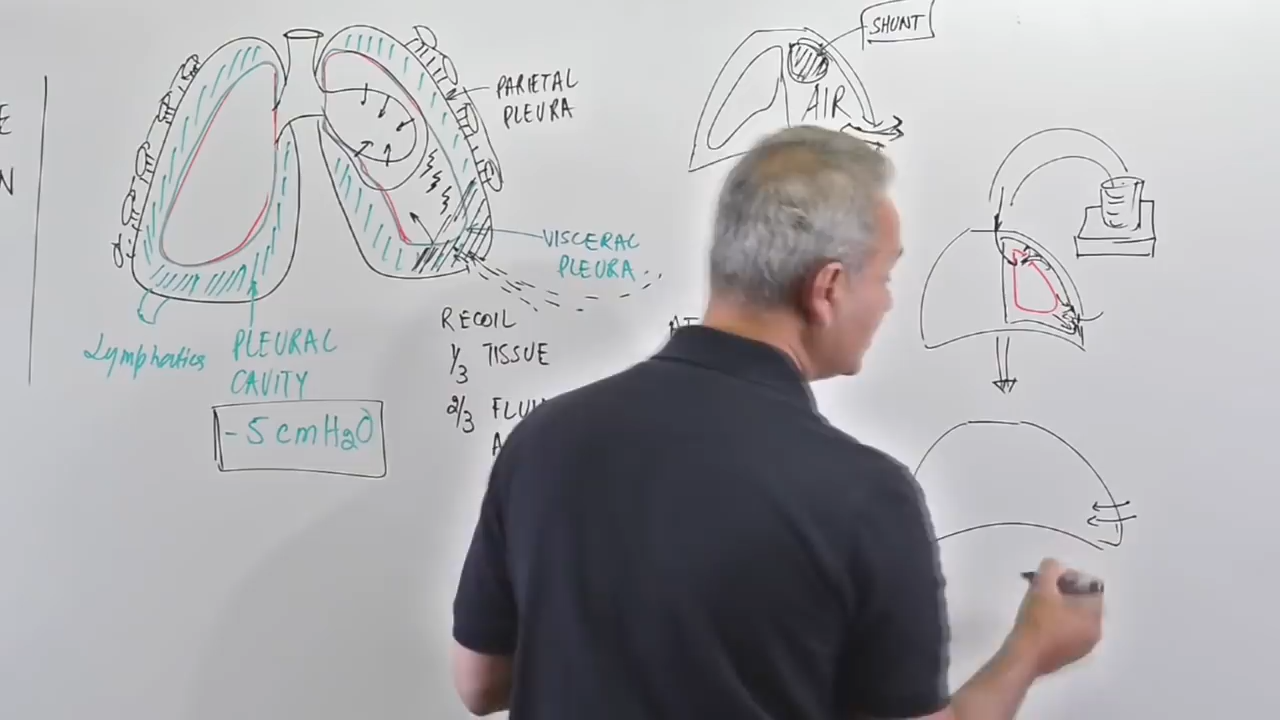 E
N
SHUNT
PARIETAL
PLEURA
AIR
VISCERAL
PLEURA
Lymphatics
PLEURAL
CAVITY
-5 cmH2O
RECOIL
1/3 TISSUE
2/3